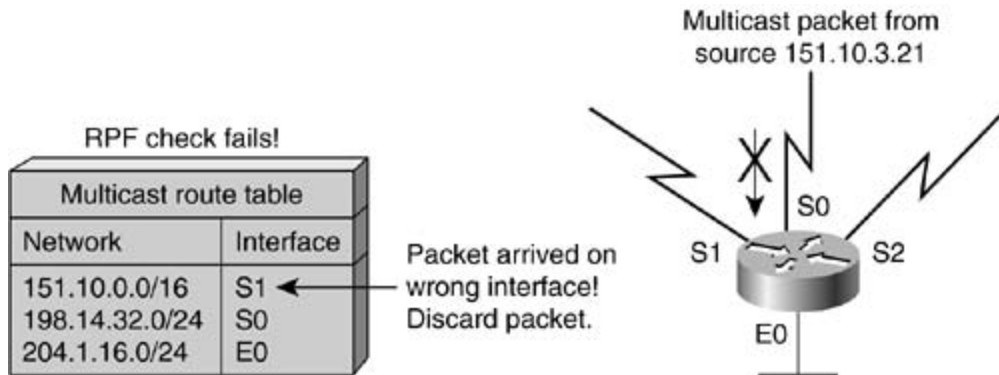 RPF check fails!
Multicast route table
Network Interface
151.10.0.0/16 S1
198.14.32.0/24 S0
204.1.16.0/24 E0
Packet arrived on
wrong interface!
Discard packet.
Multicast packet from
source 151.10.3.21
X
S0
S1
S2
E0